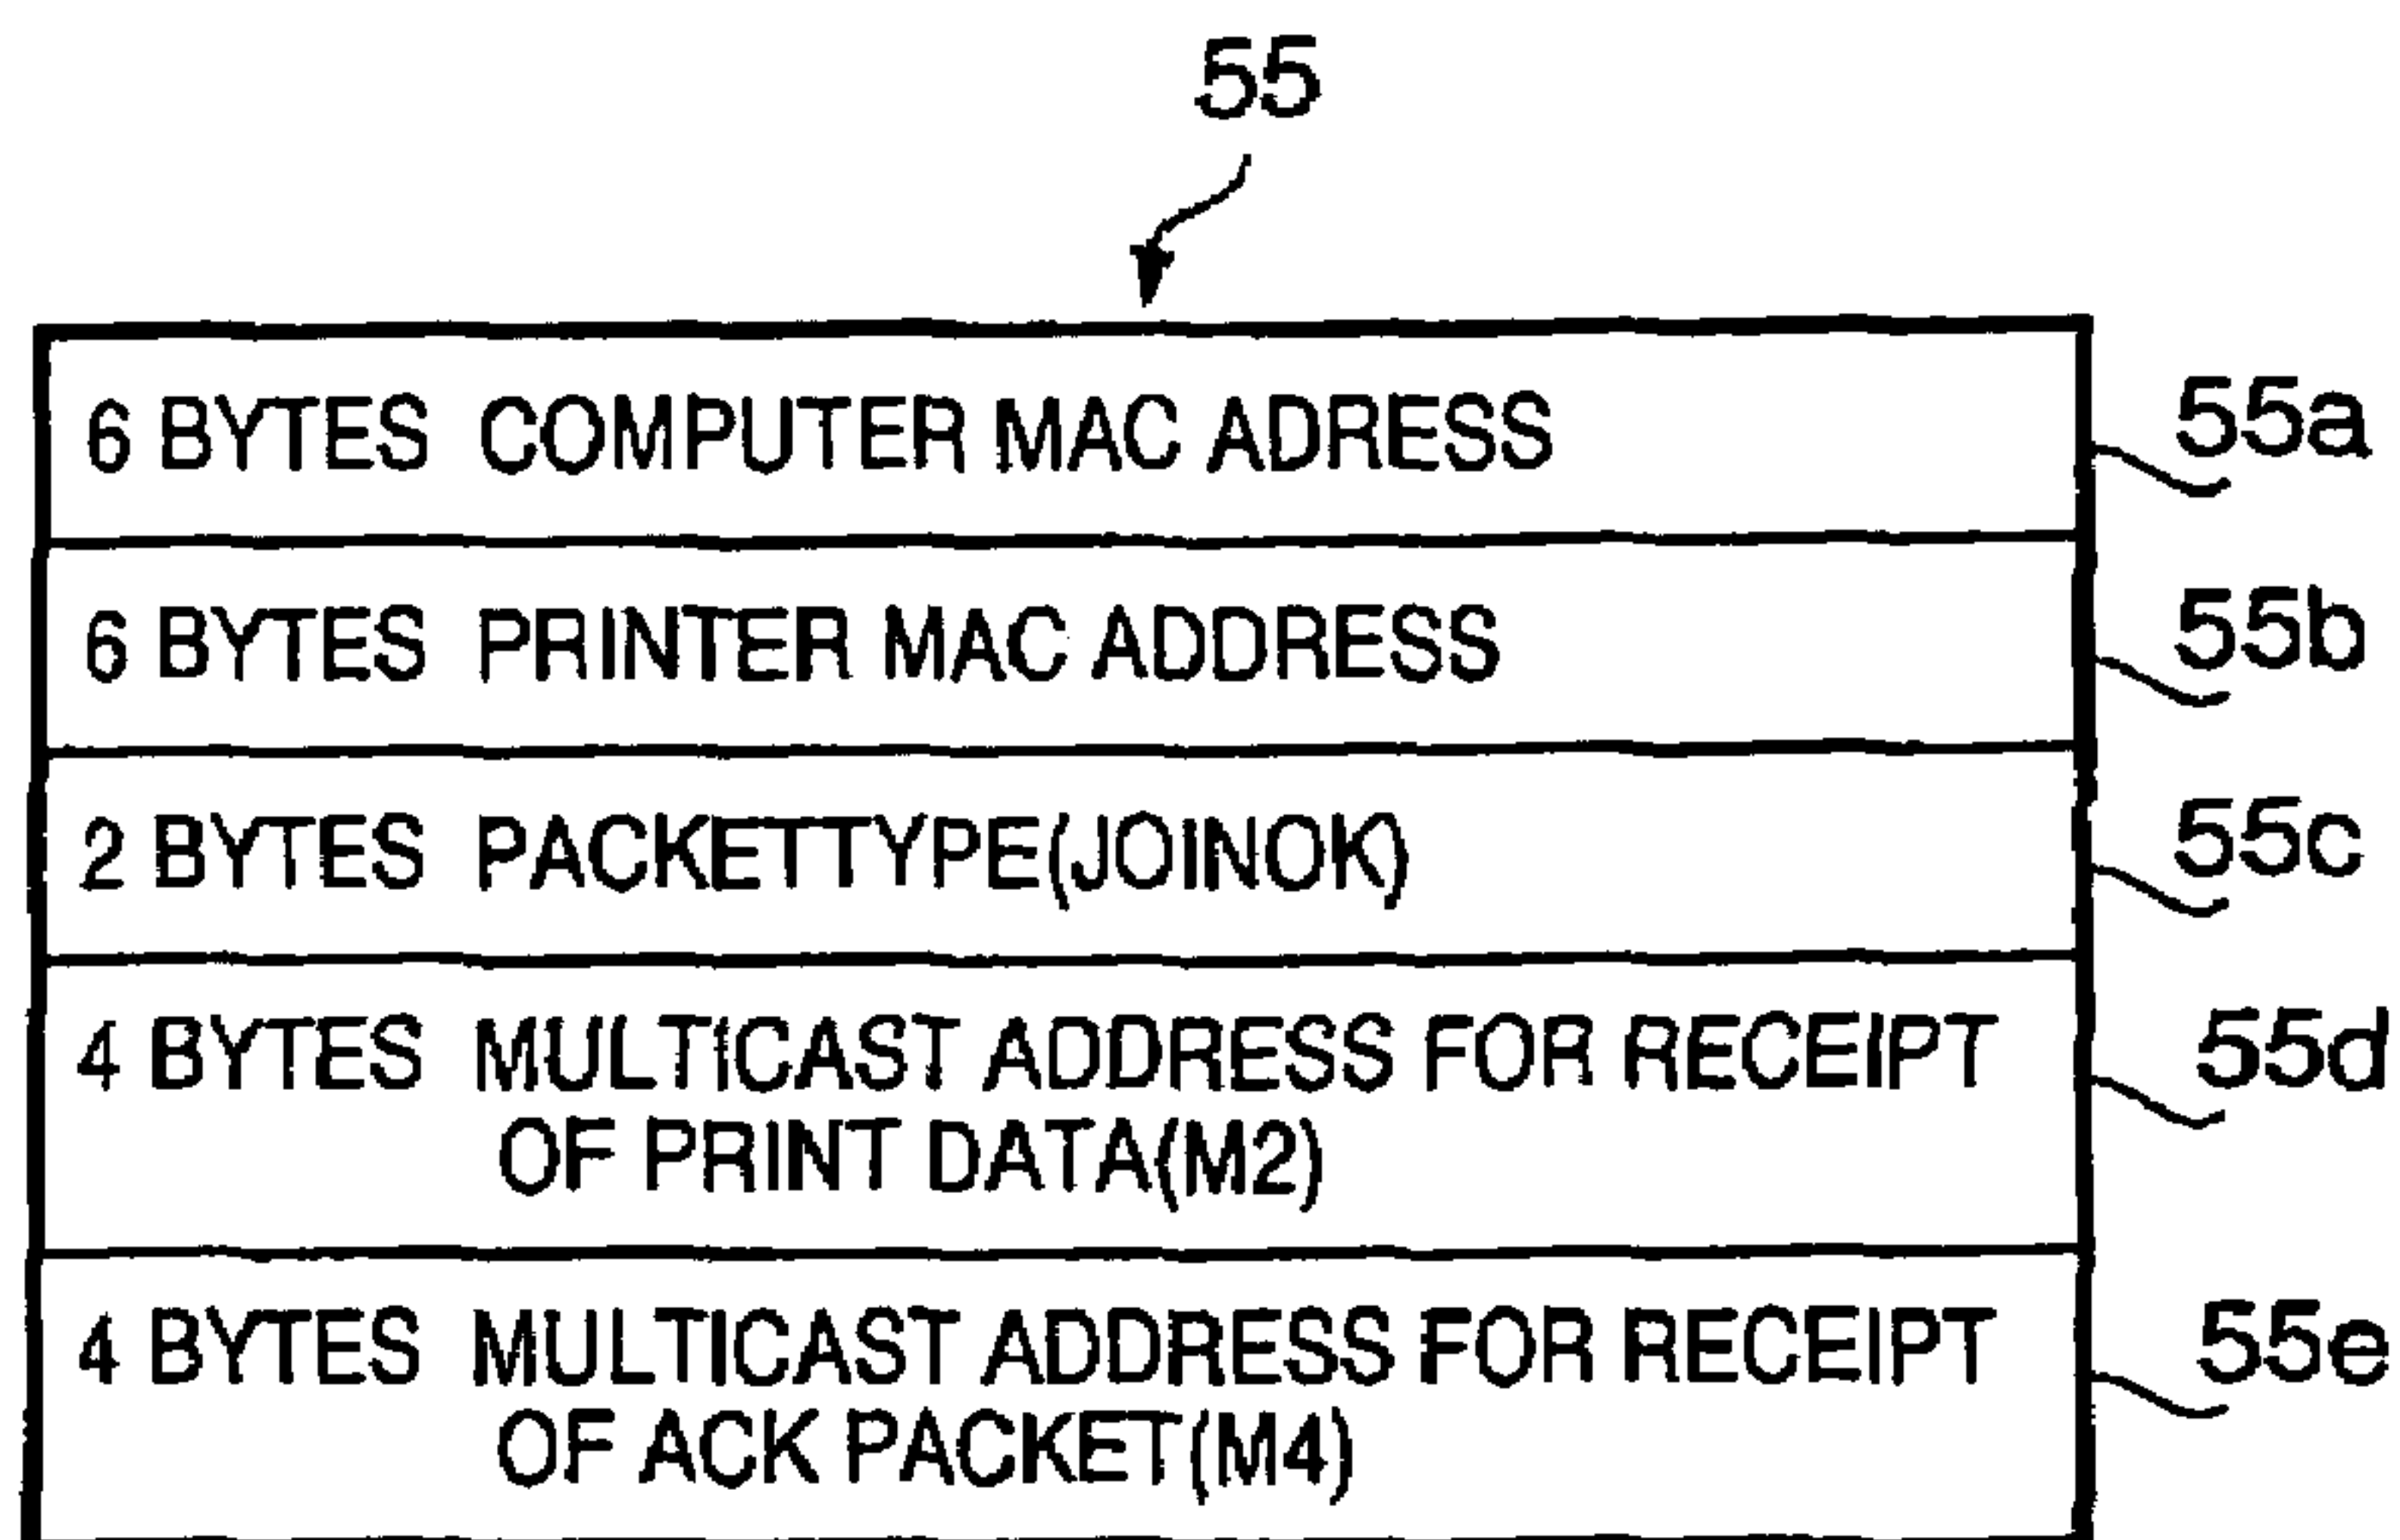 55
6 BYTES COMPUTER MAC ADRESS
55a
6 BYTES PRINTER MAC ADDRESS
55b
2 BYTES PACKETTYPE(JOINOK)
55c
4 BYTES MULTICAST ADDRESS FOR RECEIPT
OF PRINT DATA(M2)
55d
4 BYTES MULTICAST ADDRESS FOR RECEIPT
OF ACK PACKET(M4)
55e